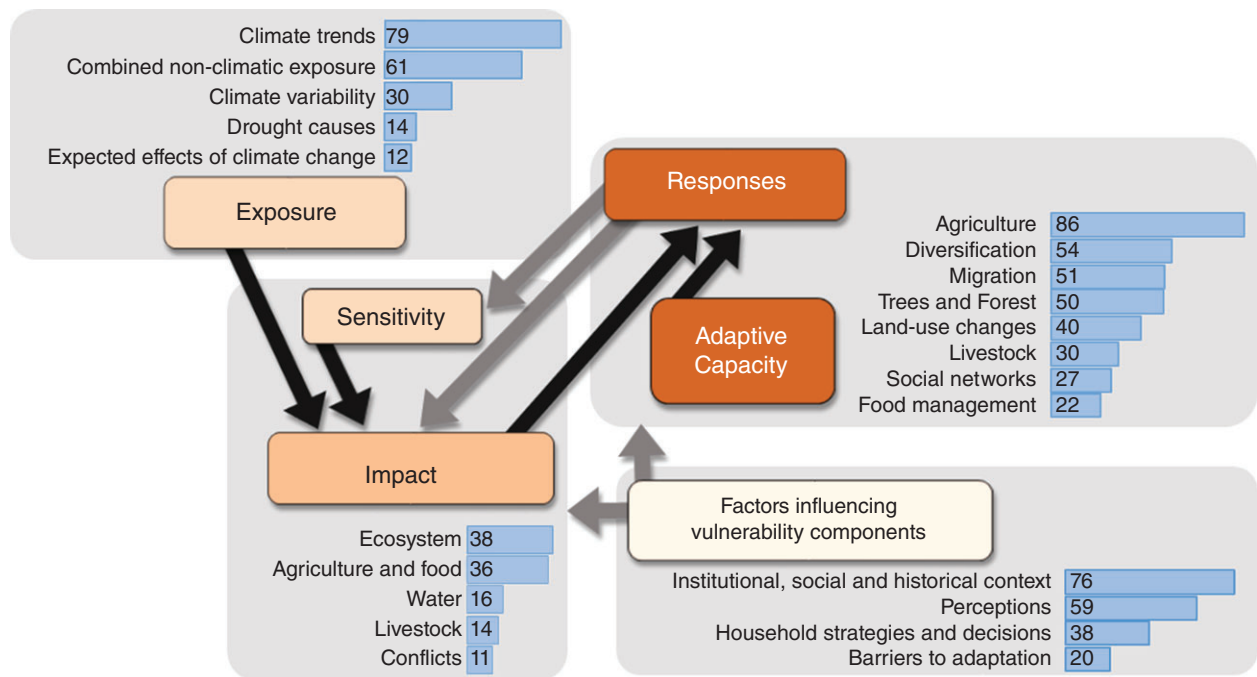 Climate trends 79
Combined non-climatic exposure 61
Climate variability 30
Drought causes 14
Expected effects of climate change 12
Exposure
Responses
Agriculture 86
Diversification 54
Migration 51
Trees and Forest 50
Land-use changes 40
Livestock 30
Social networks 27
Food management 22
Sensitivity
Adaptive
Capacity
Impact
Ecosystem 38
Agriculture and food 36
Water 16
Livestock 14
Conflicts 11
Factors influencing
vulnerability components
Institutional, social and historical context 76
Perceptions 59
Household strategies and decisions 38
Barriers to adaptation 20